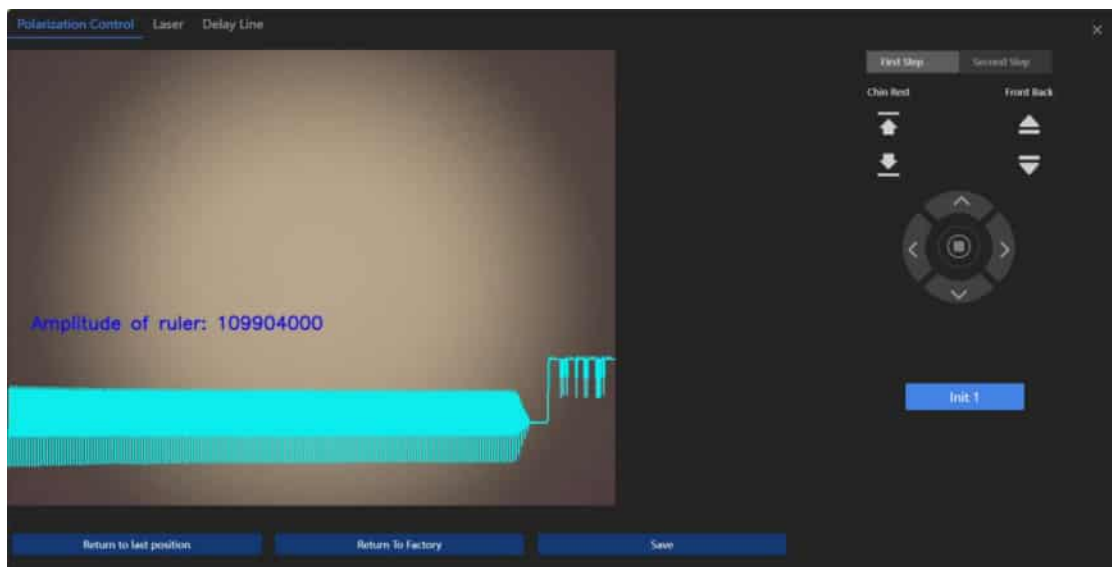 Polarization Control Laser Delay Line
First Step Second Step
Chin Rest Front Back
Amplitude of ruler: 109904000
Init 1
Return to last position Return To Factory Save